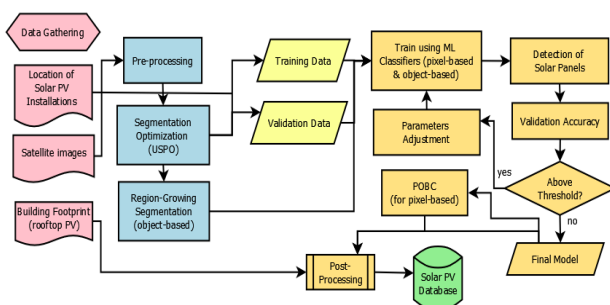 Data Gathering
Location of
Solar PV
Installations
Satellite images
Building Footprint
(rooftop PV)
Pre-processing
Segmentation
Optimization
(USPO)
Region-Growing
Segmentation
(object-based)
Training Data
Validation Data
Train using ML
Classifiers (pixel-based
& object-based)
Parameters
Adjustment
POBC
(for pixel-based)
Post-
Processing
Solar PV
Database
Detection of
Solar Panels
Validation Accuracy
yes
Above
Threshold?
no
Final Model